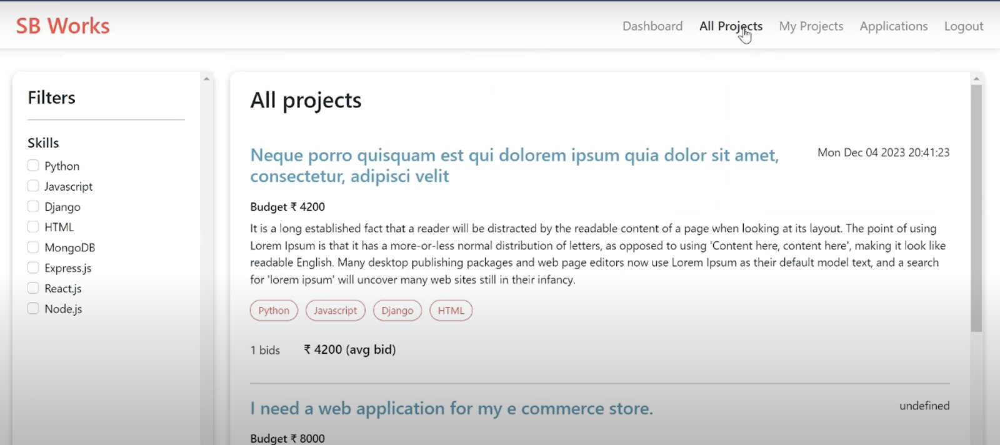 SB Works
Dashboard All Projects My Projects Applications Logout
Filters
Skills
Python
Javascript
Django
HTML
MongoDB
Express.js
React.js
Node.js
All projects
Neque porro quisquam est qui dolorem ipsum quia dolor sit amet,
consectetur, adipisci velit
Mon Dec 04 2023 20:41:23
Budget ₹ 4200
It is a long established fact that a reader will be distracted by the readable content of a page when looking at its layout. The point of using
Lorem Ipsum is that it has a more-or-less normal distribution of letters, as opposed to using 'Content here, content here', making it look like
readable English. Many desktop publishing packages and web page editors now use Lorem Ipsum as their default model text, and a search
for 'lorem ipsum' will uncover many web sites still in their infancy.
Python Javascript Django HTML
1 bids ₹ 4200 (avg bid)
I need a web application for my e commerce store.
undefined
Budget ₹ 8000